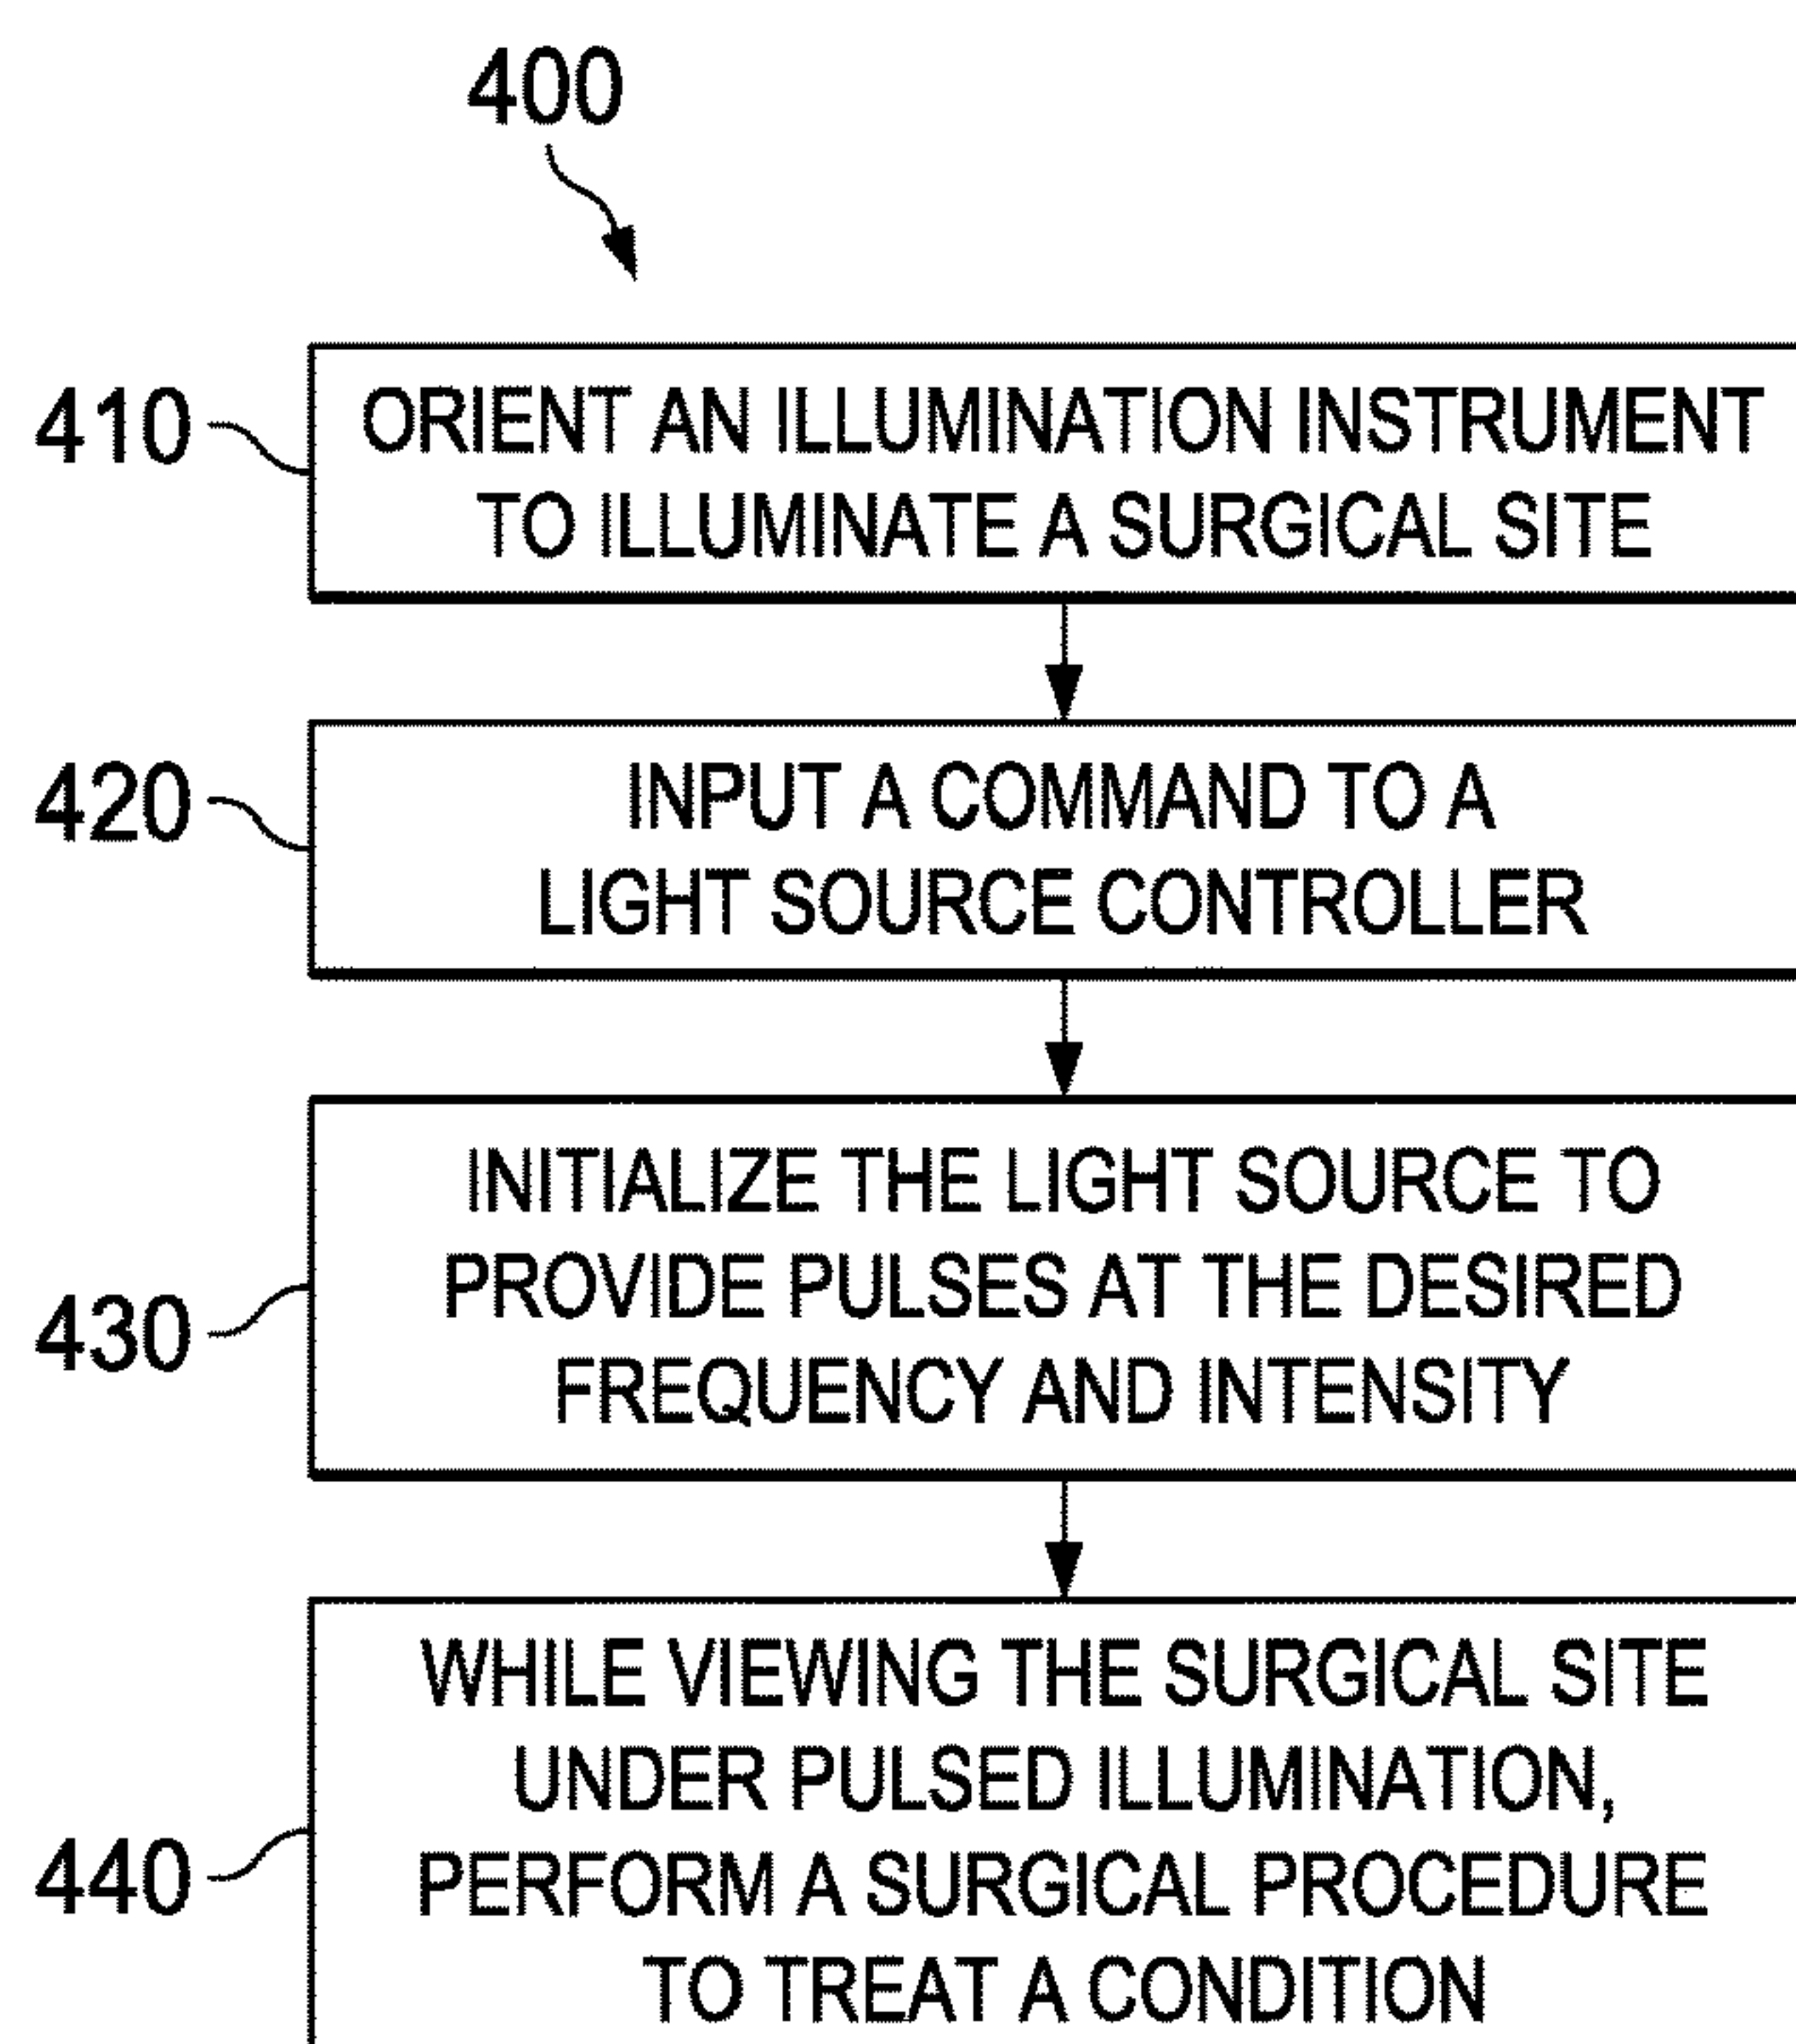 400
410
ORIENT AN ILLUMINATION INSTRUMENT
TO ILLUMINATE A SURGICAL SITE
420
INPUT A COMMAND TO A
LIGHT SOURCE CONTROLLER
430
INITIALIZE THE LIGHT SOURCE TO
PROVIDE PULSES AT THE DESIRED
FREQUENCY AND INTENSITY
440
WHILE VIEWING THE SURGICAL SITE
UNDER PULSED ILLUMINATION,
PERFORM A SURGICAL PROCEDURE
TO TREAT A CONDITION